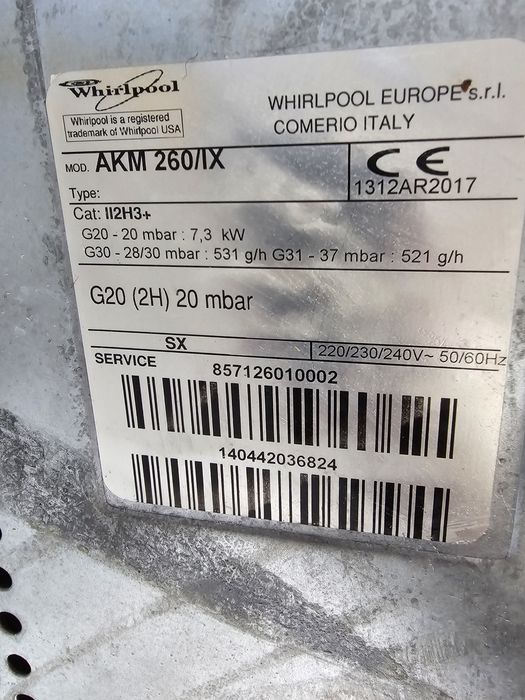 Whirlpool
Whirlpool is a registered
trademark of Whirlpool USA
WHIRLPOOL EUROPE s.r.l.
COMERIO ITALY
MOD. AKM 260/IX
CE
1312AR2017
Type:
Cat: II2H3+
G20 - 20 mbar : 7,3 kW
G30 - 28/30 mbar : 531 g/h G31 - 37 mbar : 521 g/h
G20 (2H) 20 mbar
SX
220/230/240V~ 50/60Hz
SERVICE
857126010002
140442036824